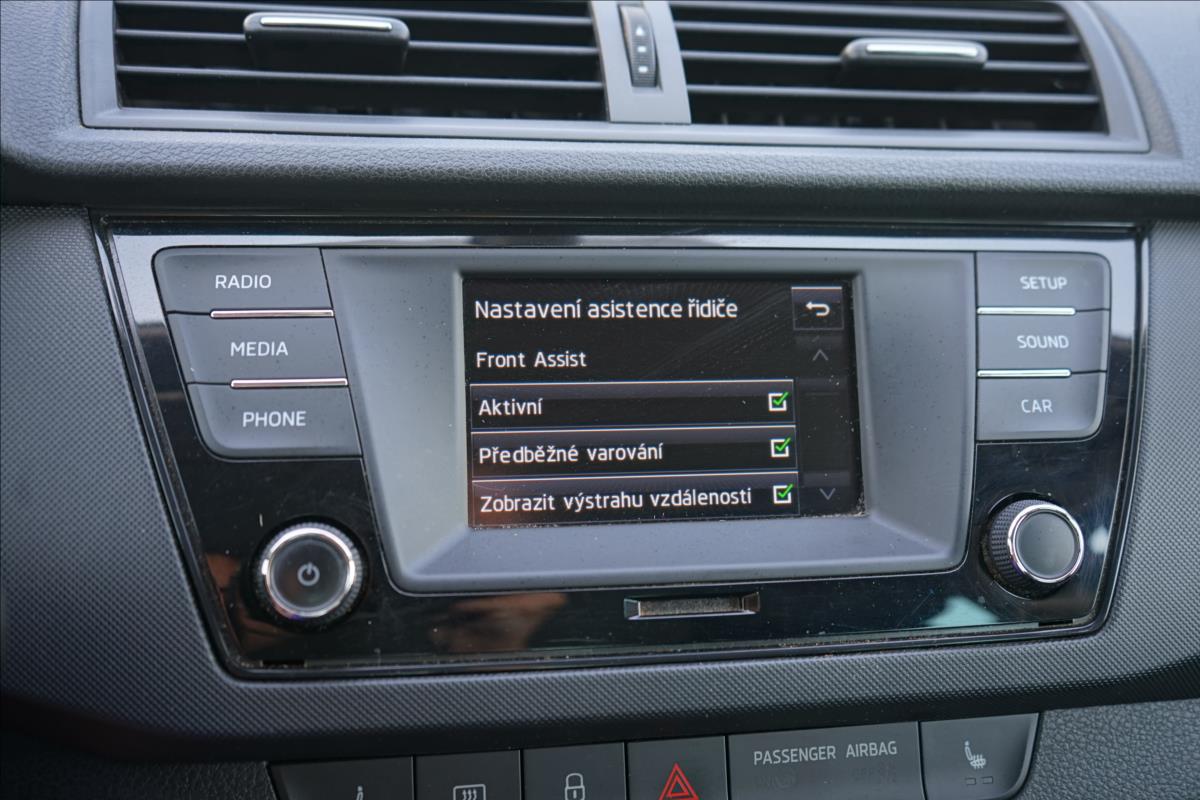 RADIO
MEDIA
PHONE
Nastavení asistence řidiče
Front Assist
Aktivní
Předběžné varování
Zobrazit výstrahu vzdálenosti
SETUP
SOUND
CAR
PASSENGER AIRBAG